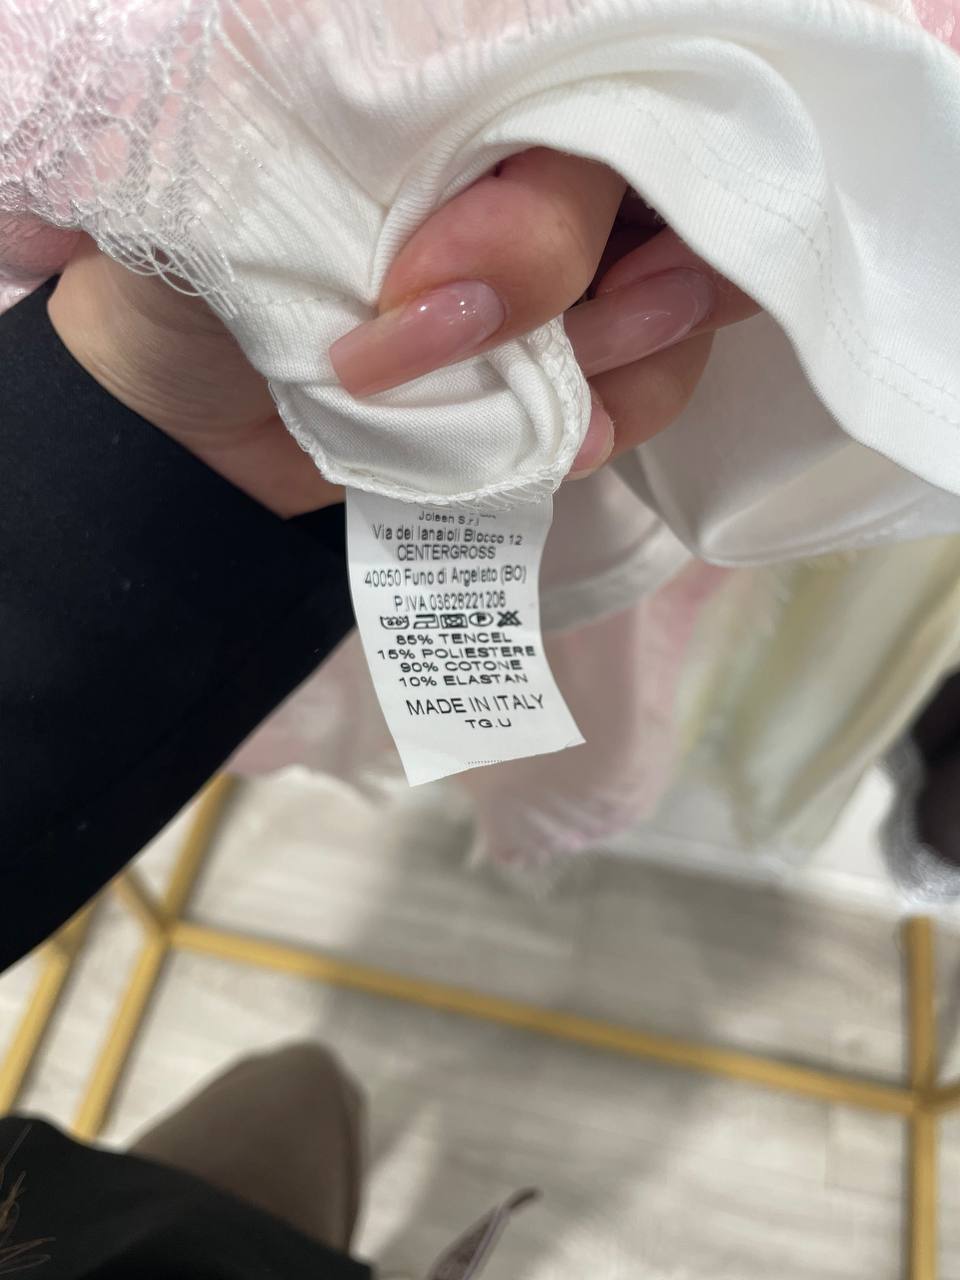 Joleen S.r.l
Via dei lanaioli Blocco 12
CENTERGROSS
40050 Funo di Argelato (BO)
P.IVA 03628221206
85% TENCEL
15% POLIESTERE
90% COTONE
10% ELASTAN
MADE IN ITALY
TG.U